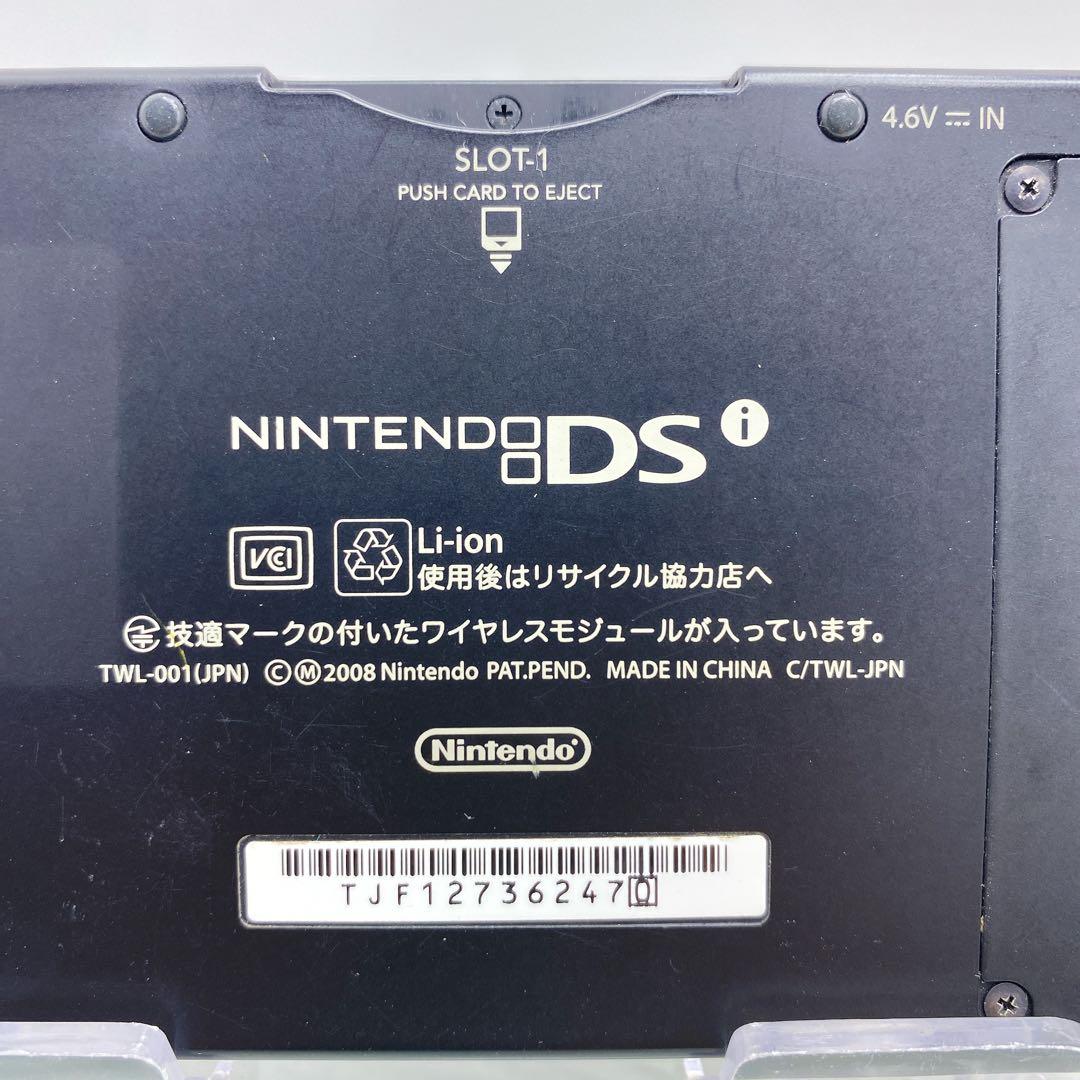 4.6V ⎓ IN
SLOT-1
PUSH CARD TO EJECT
NINTENDO DSi
VCI
Li-ion
使用後はリサイクル協力店へ
技適マークの付いたワイヤレスモジュールが入っています。
TWL-001(JPN) ©Ⓜ2008 Nintendo PAT.PEND. MADE IN CHINA C/TWL-JPN
Nintendo®
TJF127362470